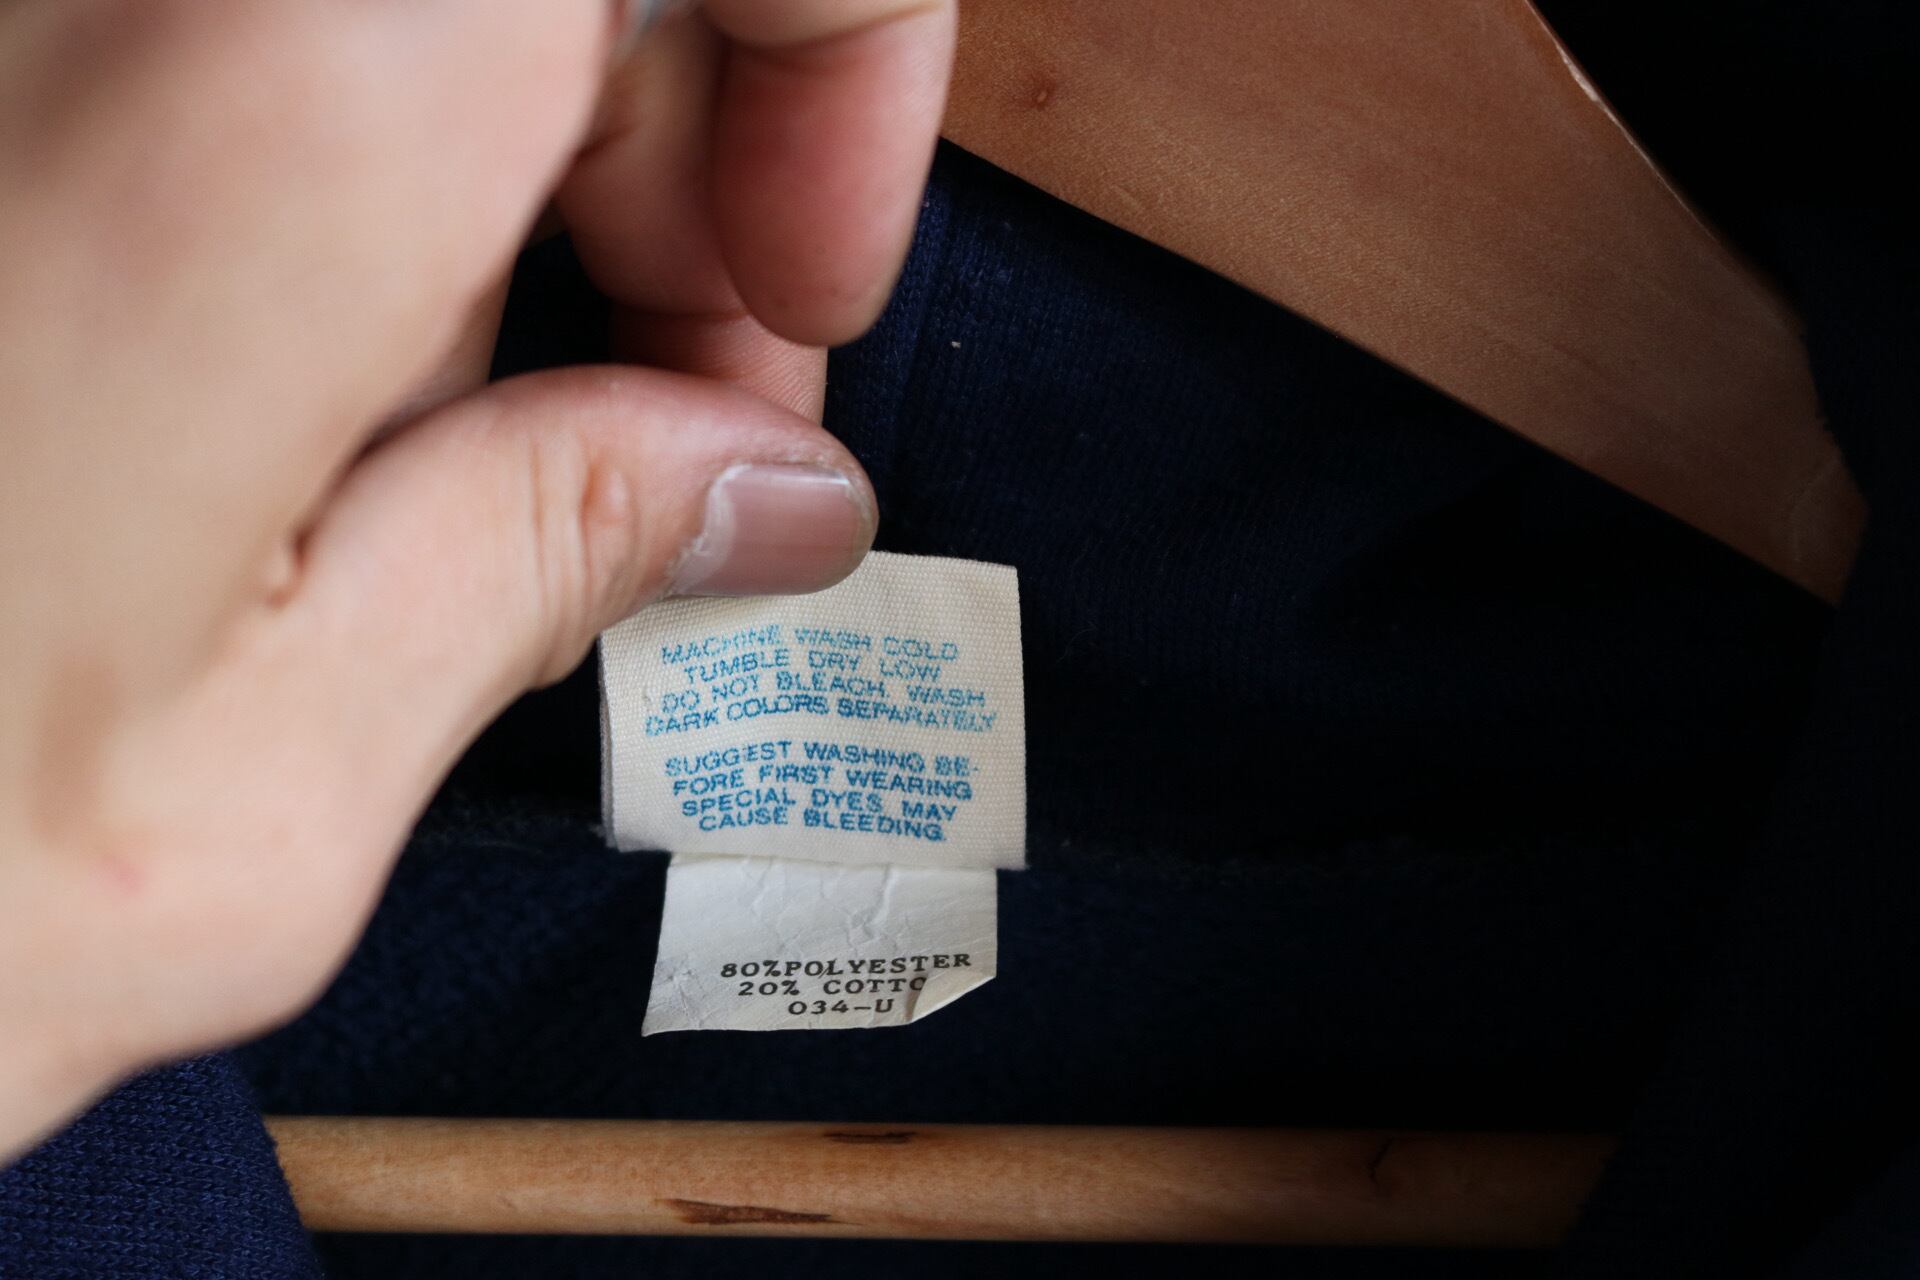 MACHINE WASH COLD
TUMBLE DRY LOW
DO NOT BLEACH, WASH
DARK COLORS SEPARATELY
SUGGEST WASHING BE-
FORE FIRST WEARING
SPECIAL DYES MAY
CAUSE BLEEDING.
80%POLYESTER
20% COTTO
034-U